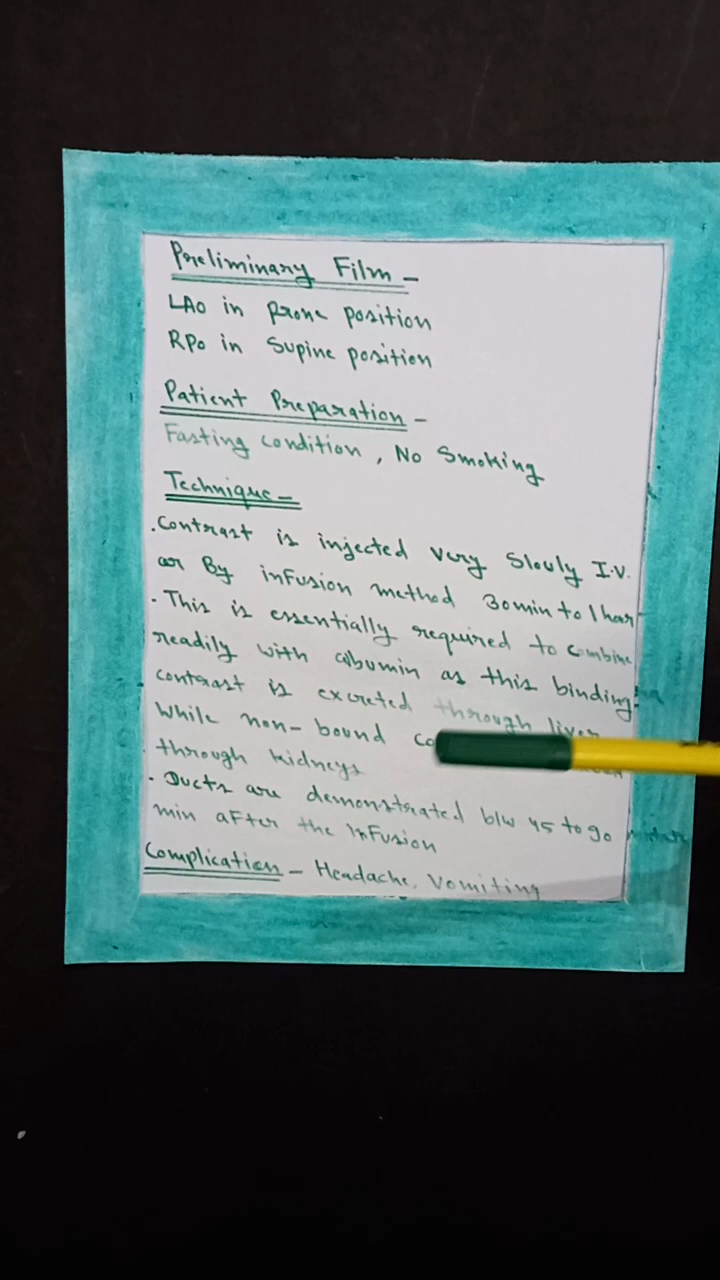 Preliminary Film -
LAO in prone position
RPO in Supine position
Patient Preparation -
Fasting Condition, No Smoking
Technique -
. Contrast is injected very Slowly I.V.
or By infusion method 30 min to 1 hour
. This is essentially required to combine
readily with albumin as this binding
contrast is excreted through liver
while non-bound
through kidneys
. Ducts are demonstrated b/w 45 to 90
min after the infusion
Complication - Headache, Vomiting